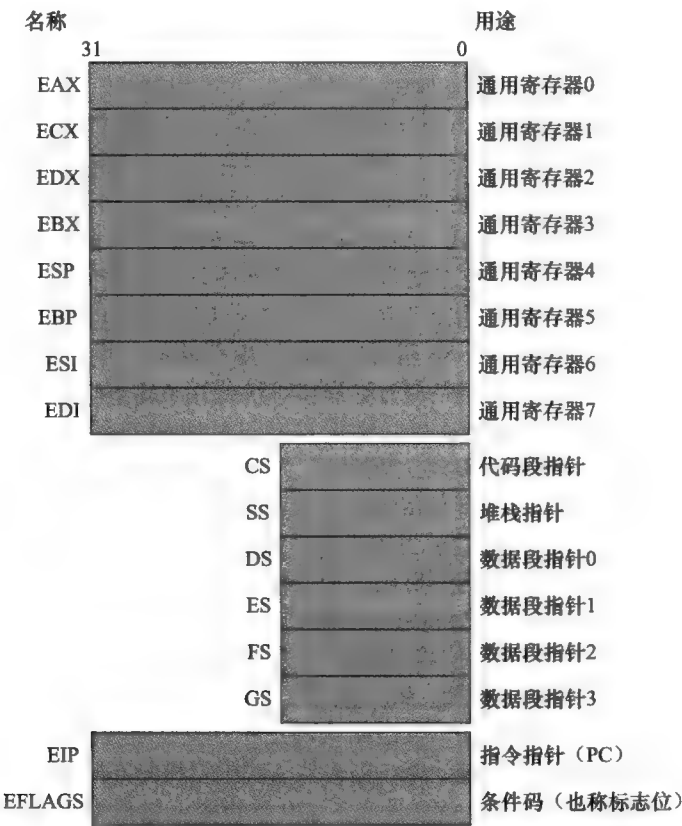 名称 用途
31 0
EAX 通用寄存器0
ECX 通用寄存器1
EDX 通用寄存器2
EBX 通用寄存器3
ESP 通用寄存器4
EBP 通用寄存器5
ESI 通用寄存器6
EDI 通用寄存器7
CS 代码段指针
SS 堆栈指针
DS 数据段指针0
ES 数据段指针1
FS 数据段指针2
GS 数据段指针3
EIP 指令指针（PC）
EFLAGS 条件码（也称标志位）